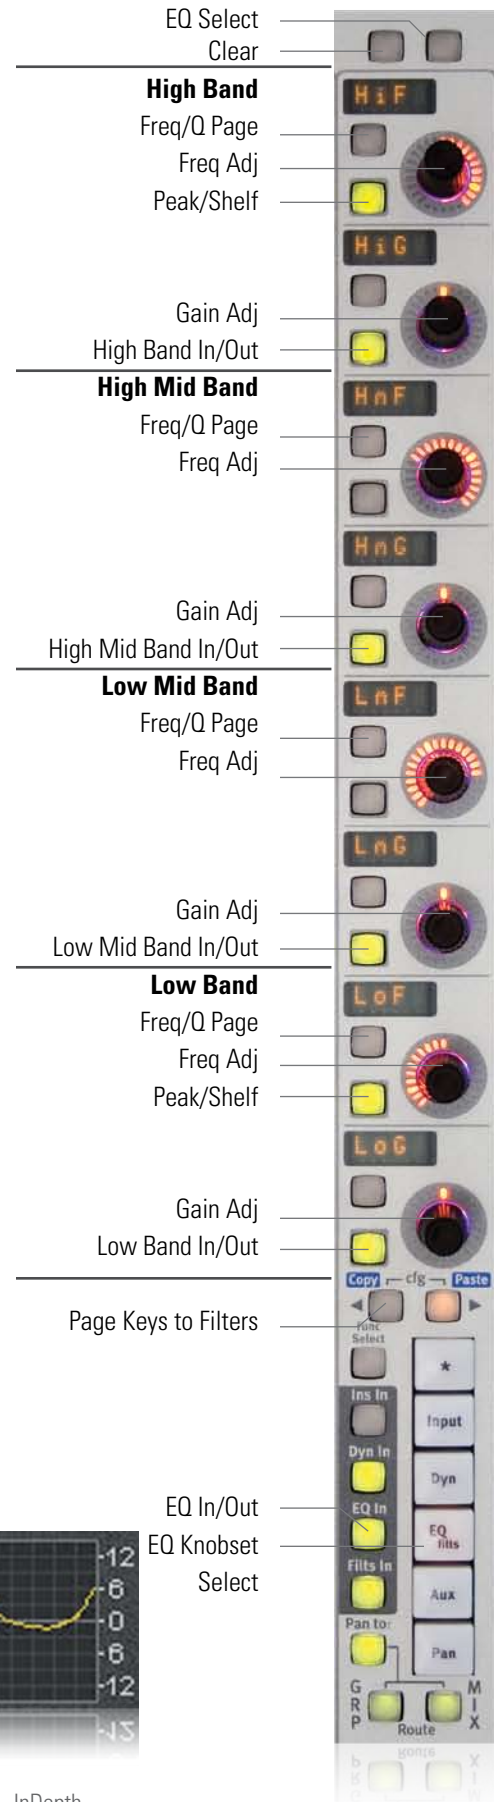 EQ Select
Clear
High Band
HiF
Freq/Q Page
Freq Adj
Peak/Shelf
HiG
Gain Adj
High Band In/Out
High Mid Band
HmF
Freq/Q Page
Freq Adj
HmG
Gain Adj
High Mid Band In/Out
Low Mid Band
LmF
Freq/Q Page
Freq Adj
LmG
Gain Adj
Low Mid Band In/Out
Low Band
LoF
Freq/Q Page
Freq Adj
Peak/Shelf
LoG
Gain Adj
Low Band In/Out
Copy cfg Paste
Page Keys to Filters
Func
Select
*
Ins In
Input
Dyn In
Dyn
EQ In/Out
EQ In
EQ
filts
EQ Knobset
Select
Filts In
Aux
Pan to:
Pan
GRP
MIX
Route
12
6
0
6
12
InDepth